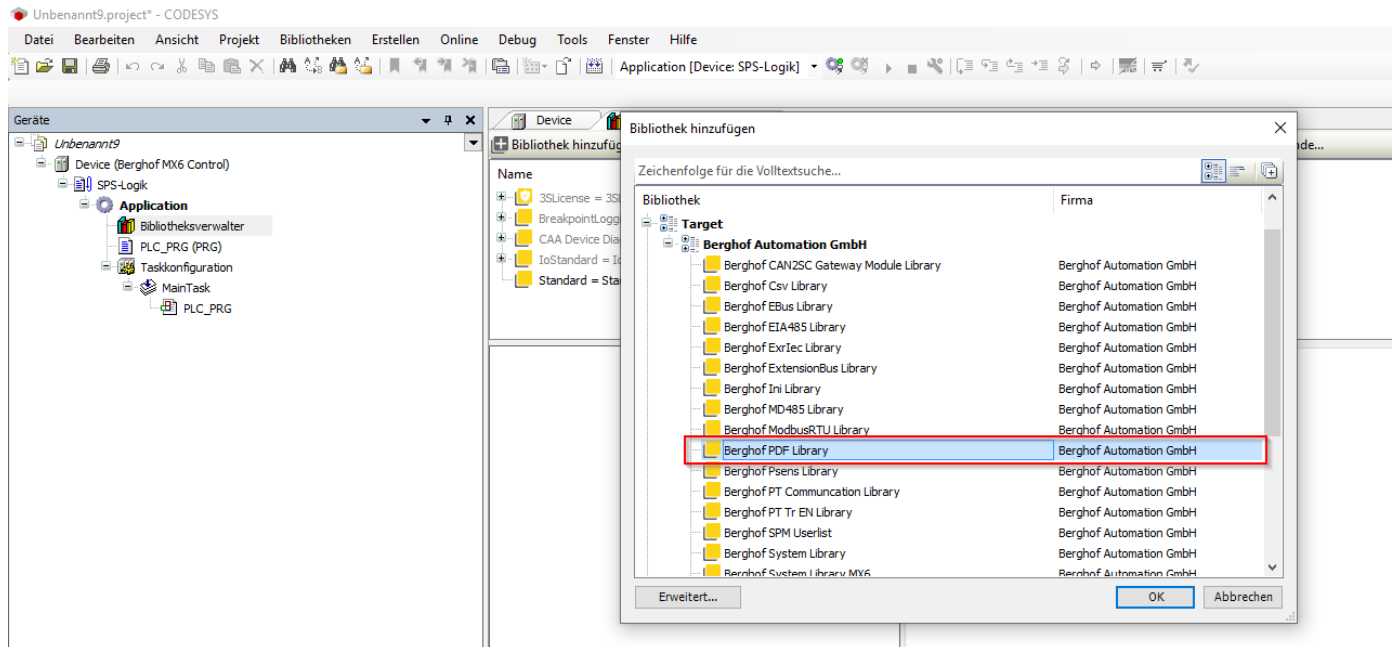 Unbenannt9.project* - CODESYS
Datei Bearbeiten Ansicht Projekt Bibliotheken Erstellen Online Debug Tools Fenster Hilfe
Application [Device: SPS-Logik]
Geräte
Unbenannt9
Device (Berghof MX6 Control)
SPS-Logik
Application
Bibliotheksverwalter
PLC_PRG (PRG)
Taskkonfiguration
MainTask
PLC_PRG
Device
Bibliothek hinzufüg
nde...
Name
3SLicense = 3SL
BreakpointLogg
CAA Device Dia
IoStandard = Io
Standard = Sta
Bibliothek hinzufügen
Zeichenfolge für die Volltextsuche...
Bibliothek Firma
Target
Berghof Automation GmbH
Berghof CAN2SC Gateway Module Library Berghof Automation GmbH
Berghof Csv Library Berghof Automation GmbH
Berghof EBus Library Berghof Automation GmbH
Berghof EIA485 Library Berghof Automation GmbH
Berghof ExrIec Library Berghof Automation GmbH
Berghof ExtensionBus Library Berghof Automation GmbH
Berghof Ini Library Berghof Automation GmbH
Berghof MD485 Library Berghof Automation GmbH
Berghof ModbusRTU Library Berghof Automation GmbH
Berghof PDF Library Berghof Automation GmbH
Berghof Psens Library Berghof Automation GmbH
Berghof PT Communcation Library Berghof Automation GmbH
Berghof PT Tr EN Library Berghof Automation GmbH
Berghof SPM Userlist Berghof Automation GmbH
Berghof System Library Berghof Automation GmbH
Berghof System Library MX6 Berghof Automation GmbH
Erweitert... OK Abbrechen